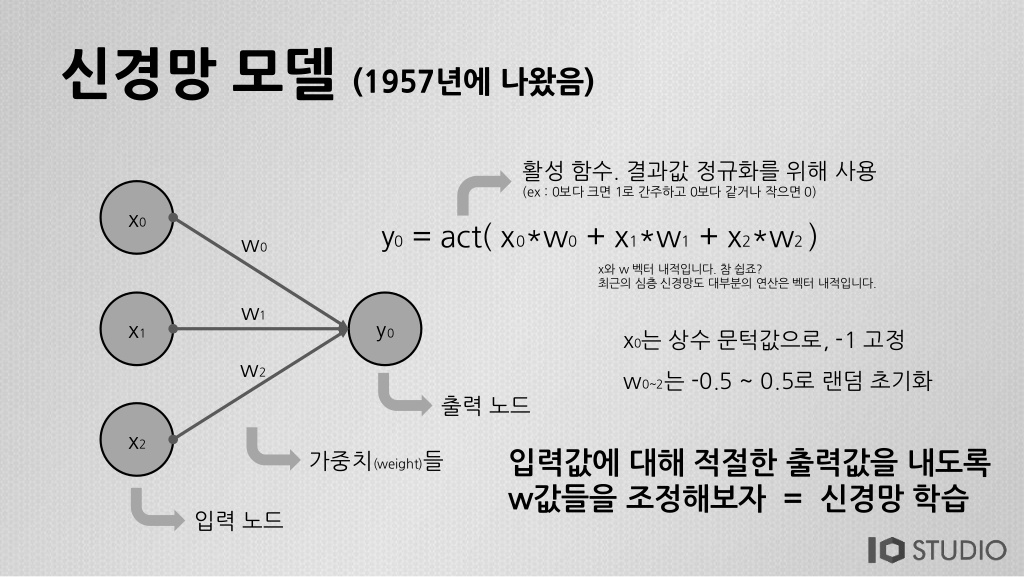 신경망 모델 (1957년에 나왔음)
활성 함수. 결과값 정규화를 위해 사용
(ex : 0보다 크면 1로 간주하고 0보다 같거나 작으면 0)
y0 = act( x0*w0 + x1*w1 + x2*w2 )
x와 w 벡터 내적입니다. 참 쉽죠?
최근의 심층 신경망도 대부분의 연산은 벡터 내적입니다.
x0
w0
x1
w1
y0
w2
x2
x0는 상수 문턱값으로, -1 고정
w0~2는 -0.5 ~ 0.5로 랜덤 초기화
출력 노드
가중치(weight)들
입력 노드
입력값에 대해 적절한 출력값을 내도록
w값들을 조정해보자 = 신경망 학습
IO STUDIO